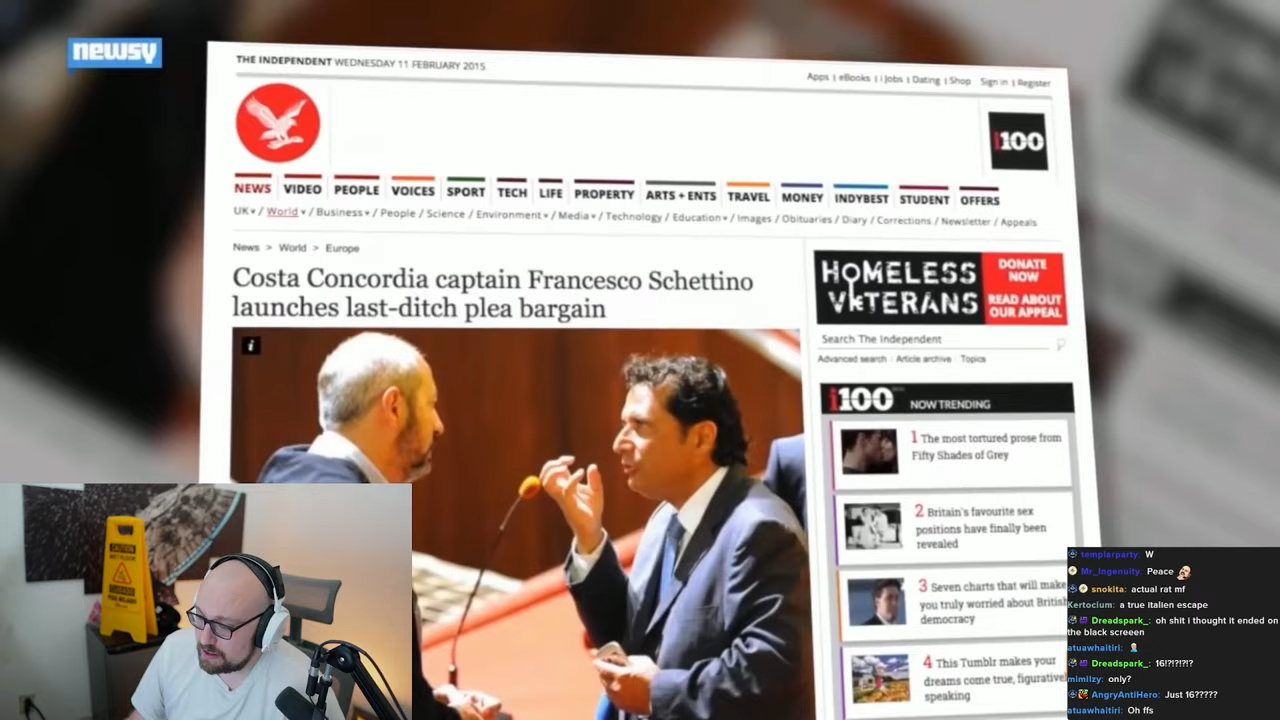 newsy
THE INDEPENDENT WEDNESDAY 11 FEBRUARY 2015
Apps | eBooks | i Jobs | Dating | Shop Sign in | Register
i100
NEWS VIDEO PEOPLE VOICES SPORT TECH LIFE PROPERTY ARTS + ENTS TRAVEL MONEY INDYBEST STUDENT OFFERS
UK / World / Business / People / Science / Environment / Media / Technology / Education / Images / Obituaries / Diary / Corrections / Newsletter / Appeals
News > World > Europe
Costa Concordia captain Francesco Schettino
launches last-ditch plea bargain
i
HOMELESS
VETERANS
DONATE
NOW
READ ABOUT
OUR APPEAL
Search The Independent
Advanced search Article archive Topics
i100 NOW TRENDING
1 The most tortured prose from
Fifty Shades of Grey
2 Britain's favourite sex
positions have finally been
revealed
3 Seven charts that will make
you truly worried about British
democracy
4 This Tumblr makes your
dreams come true, figurative
speaking
CAUTION
templarparty: W
Mr_Ingenuity: Peace
snokita: actual rat mf
Kertocium: a true italien escape
Dreadspark_: oh shit i thought it ended on
the black screeen
atuawhaitiri:
Dreadspark_: 16!?!?!?!?
mimilzy: only?
AngryAntiHero: Just 16?????
atuawhaitiri: Oh ffs